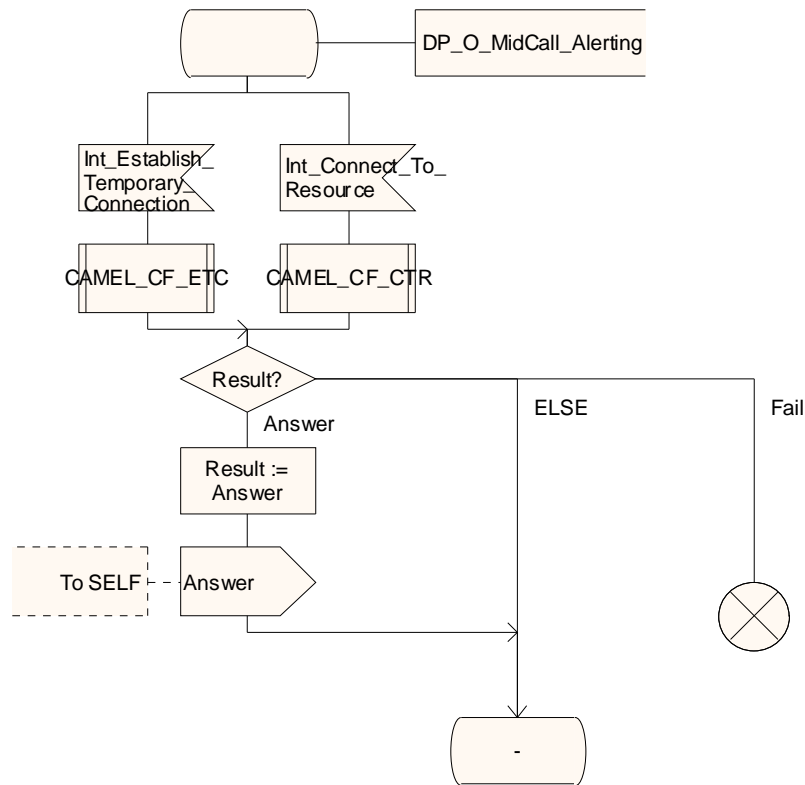 DP_O_MidCall_Alerting
Int_Establish_
Temporary_
Connection
Int_Connect_To_
Resource
CAMEL_CF_ETC
CAMEL_CF_CTR
Result?
ELSE
Fail
Answer
Result :=
Answer
To SELF
Answer
-